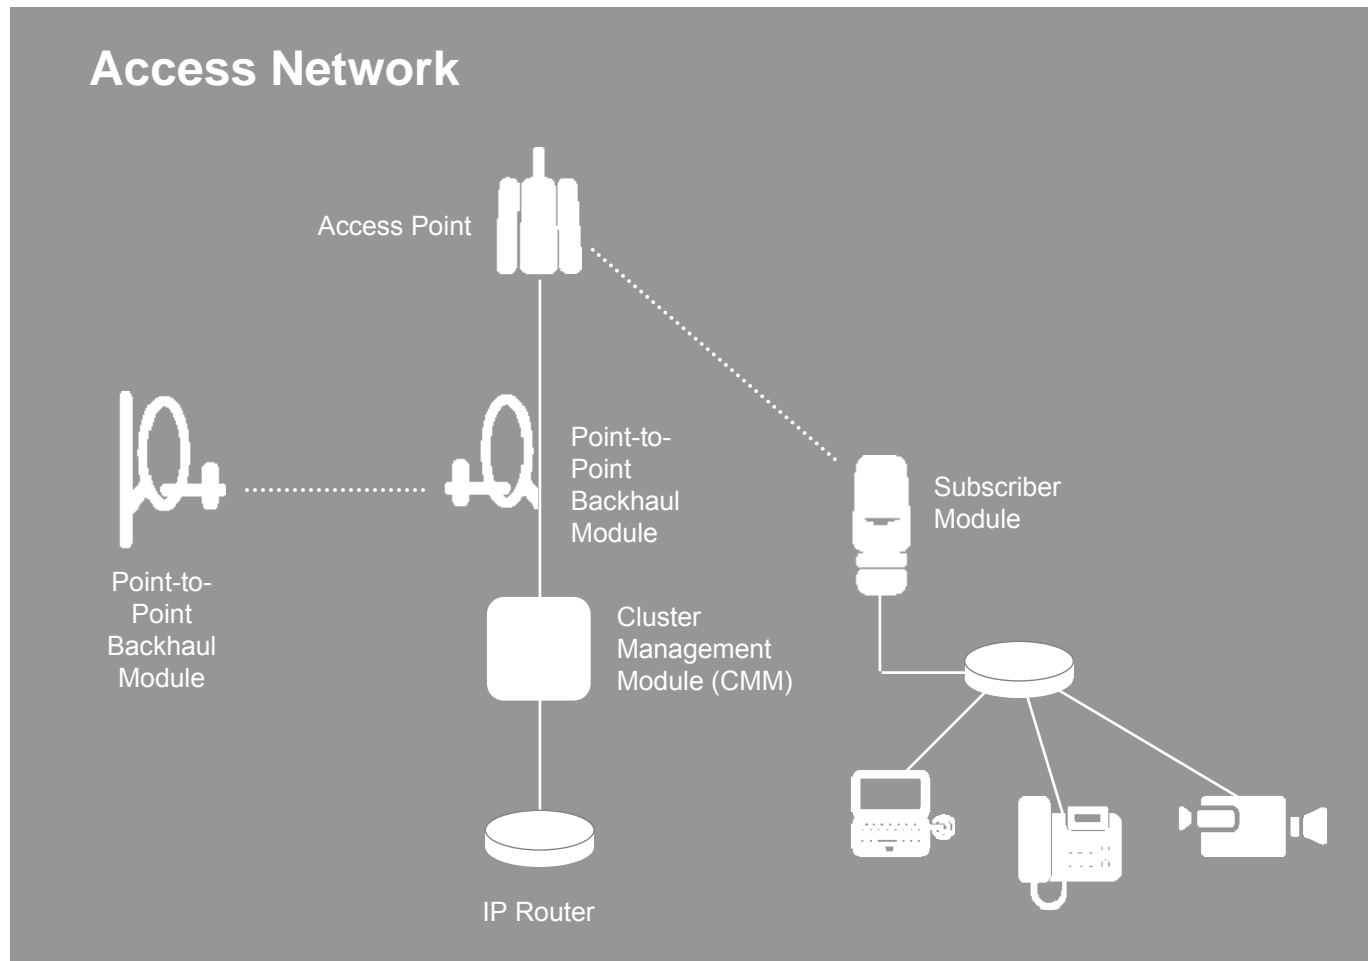 Access Network
Access Point
Point-to-
Point
Backhaul
Module
Subscriber
Module
Point-to-
Point
Backhaul
Module
Cluster
Management
Module (CMM)
IP Router